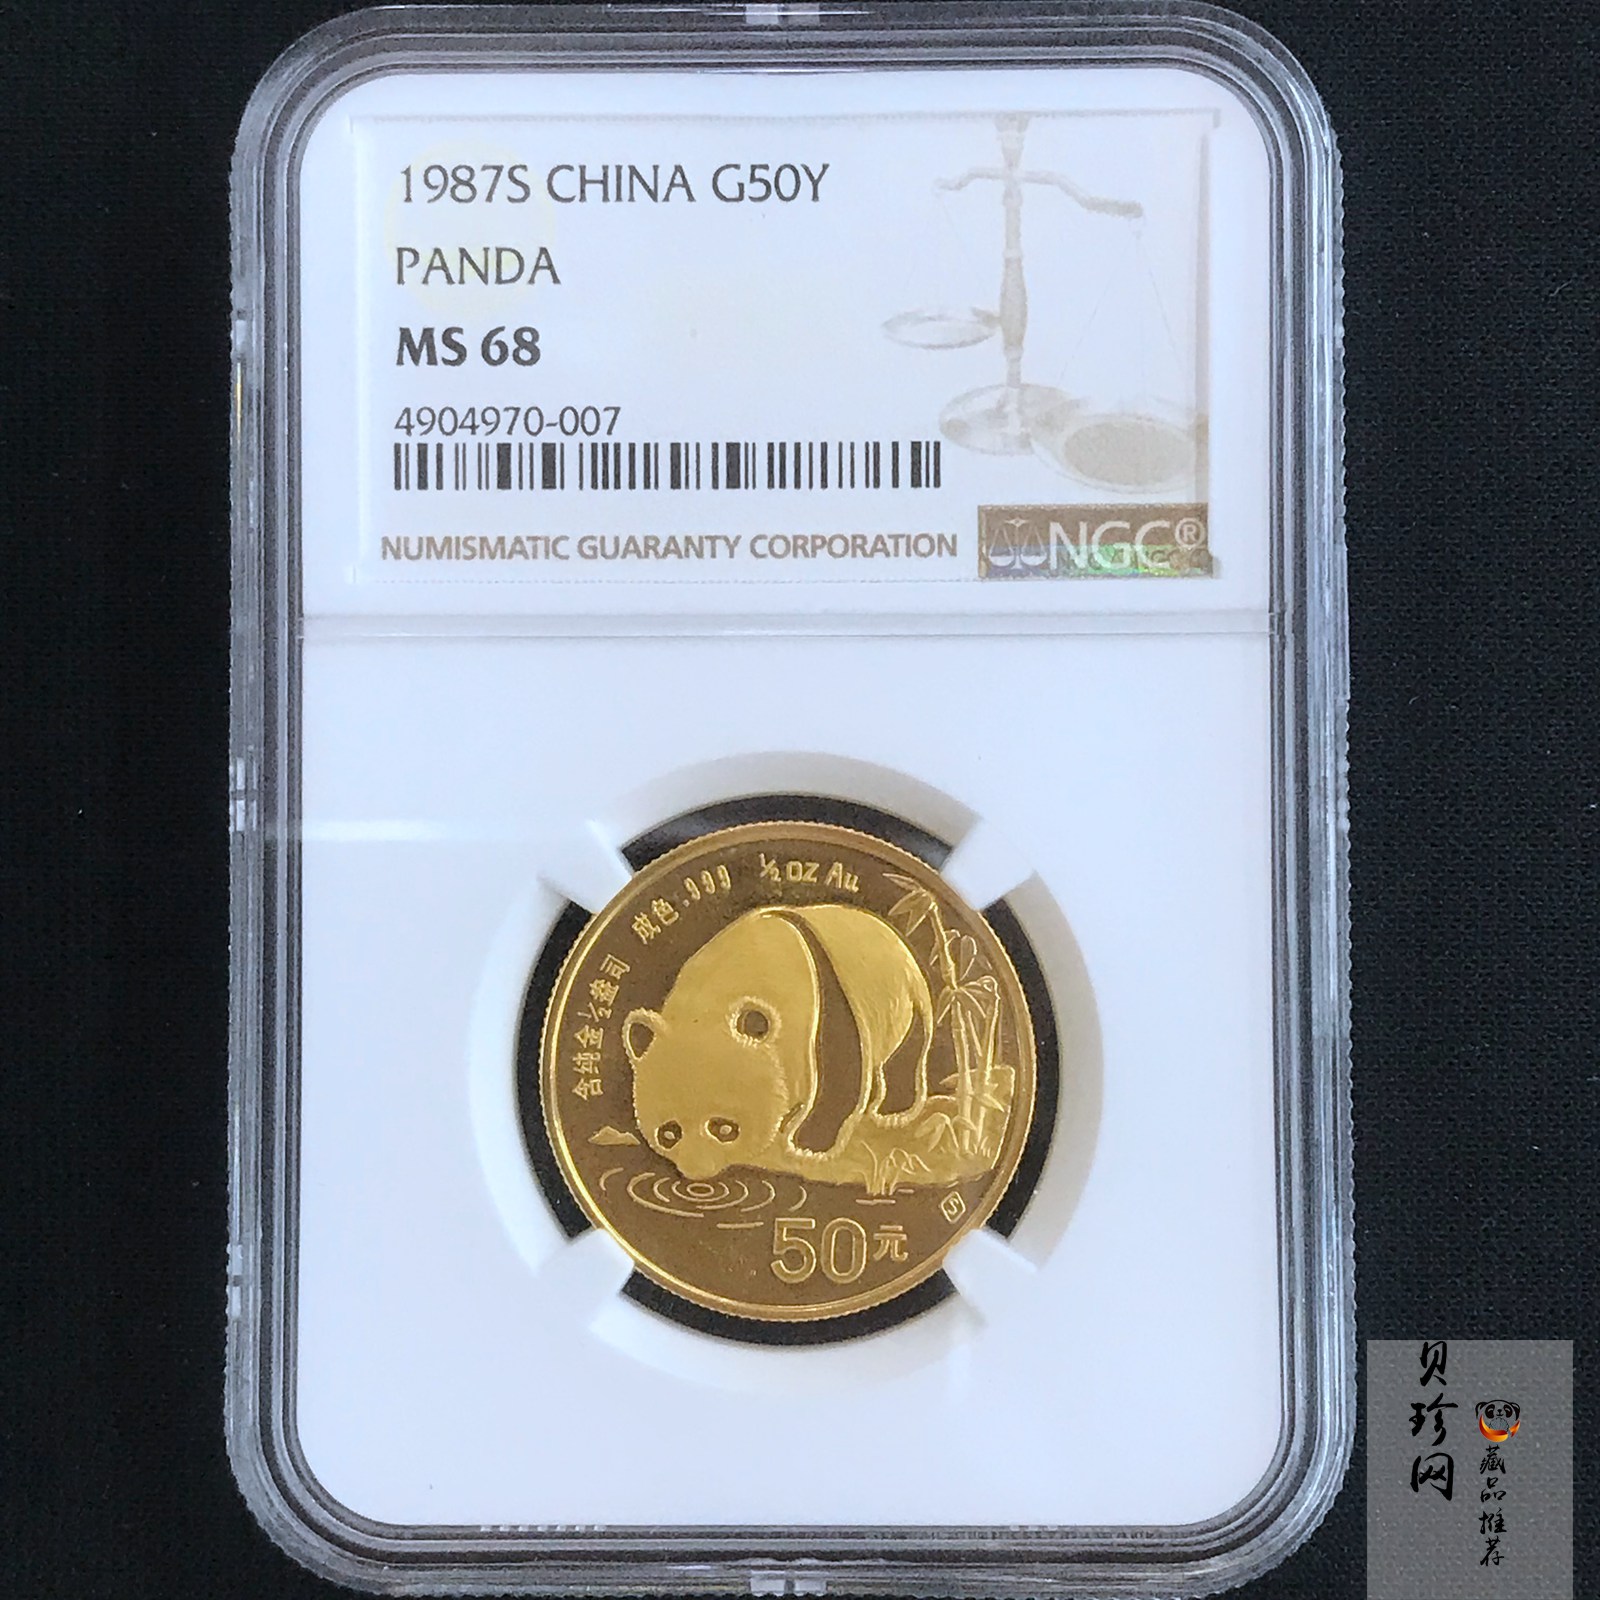 1987S CHINA G50Y
PANDA
MS 68
4904970-007
NUMISMATIC GUARANTY CORPORATION
NGC®
含纯金½盎司 成色.999 ½OZ Au
50元
S
贝珍网
藏品推荐